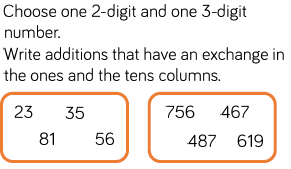 Choose one 2-digit and one 3-digit
number.
Write additions that have an exchange in
the ones and the tens columns.
23 35 756 467
81 56 487 619